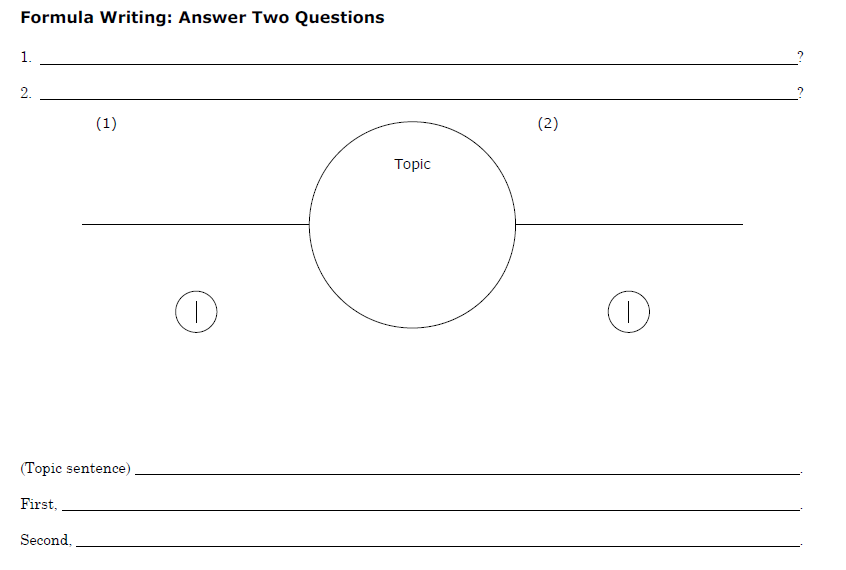 Formula Writing: Answer Two Questions
1. ?
2. ?
(1) (2)
Topic
(Topic sentence) .
First, .
Second, .